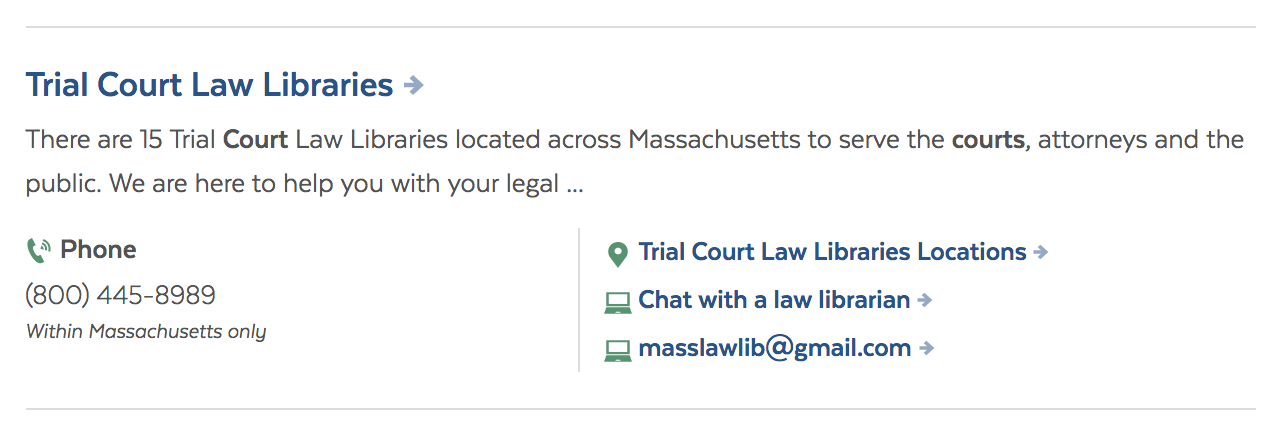 Trial Court Law Libraries
There are 15 Trial Court Law Libraries located across Massachusetts to serve the courts, attorneys and the
public. We are here to help you with your legal ...
Phone
(800) 445-8989
Within Massachusetts only
Trial Court Law Libraries Locations
Chat with a law librarian
masslawlib@gmail.com